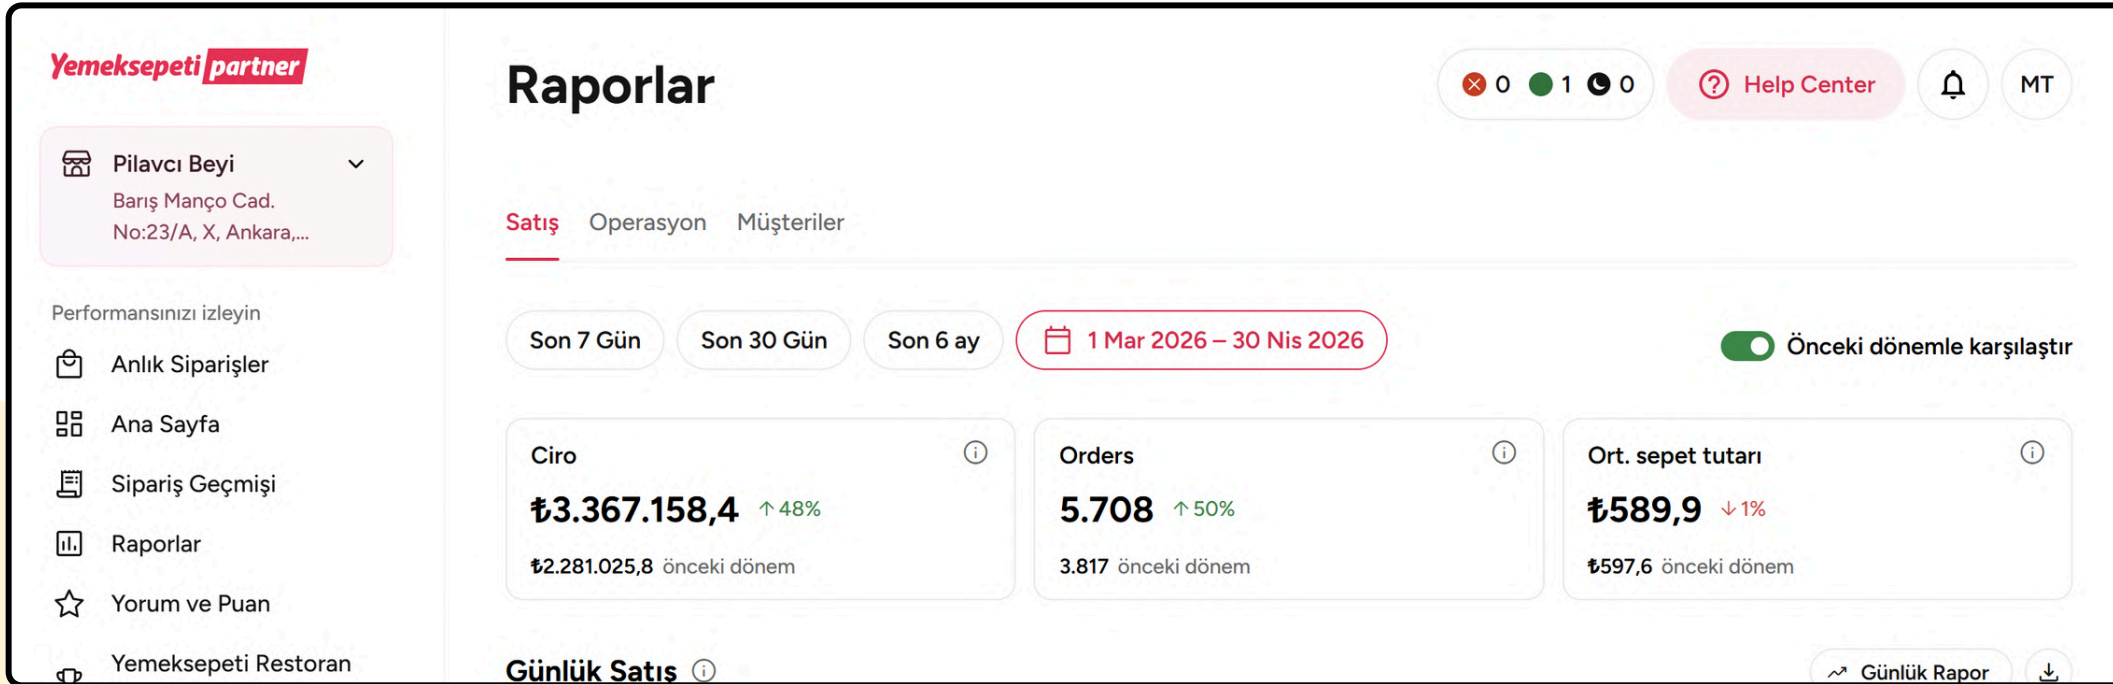 Yemeksepeti partner
Pilavcı Beyi
Barış Manço Cad.
No:23/A, X, Ankara,...
Performansınızı izleyin
Anlık Siparişler
Ana Sayfa
Sipariş Geçmişi
Raporlar
Yorum ve Puan
Yemeksepeti Restoran
Raporlar
0 1 0
Help Center
MT
Satış Operasyon Müşteriler
Son 7 Gün Son 30 Gün Son 6 ay 1 Mar 2026 – 30 Nis 2026
Önceki dönemle karşılaştır
Ciro
₺3.367.158,4 ↑48%
₺2.281.025,8 önceki dönem
Orders
5.708 ↑50%
3.817 önceki dönem
Ort. sepet tutarı
₺589,9 ↓1%
₺597,6 önceki dönem
Günlük Satış
Günlük Rapor